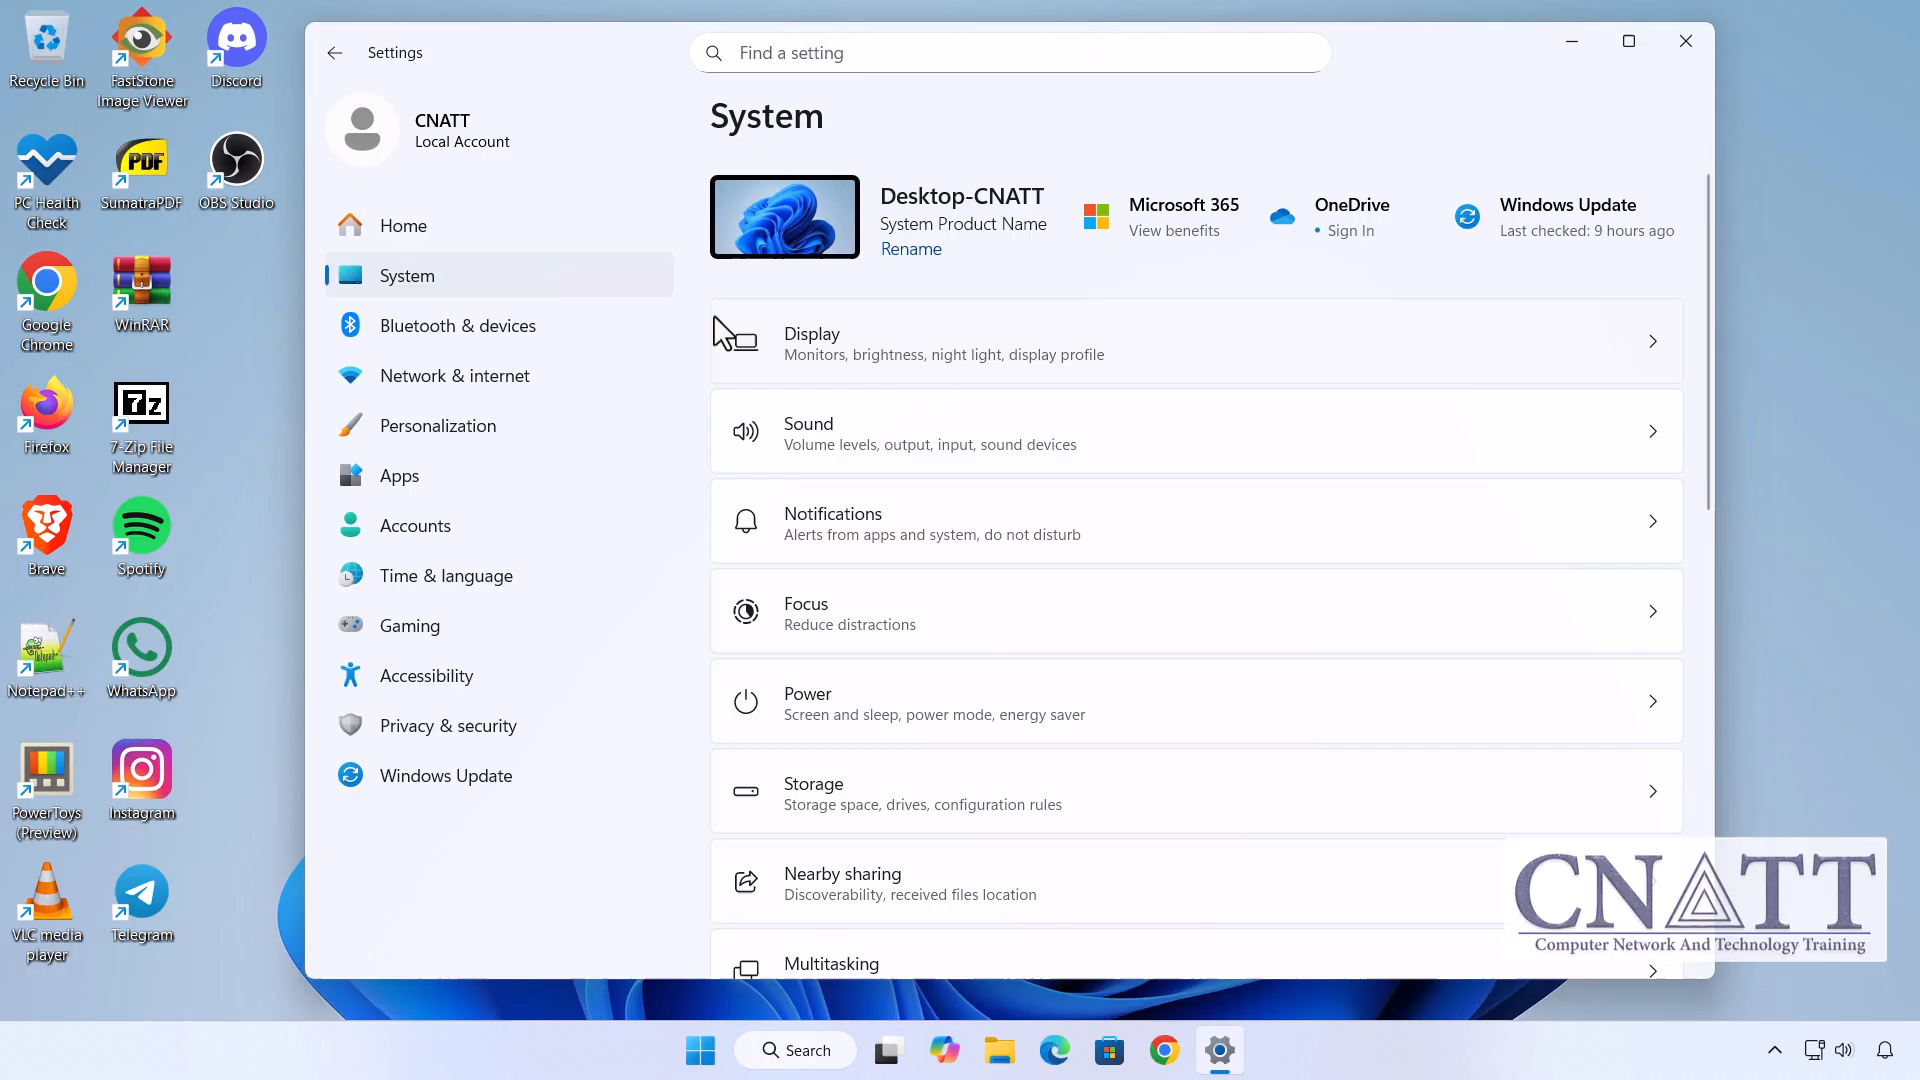 Recycle Bin
FastStone
Image Viewer
Discord
PC Health
Check
SumatraPDF
OBS Studio
Google
Chrome
WinRAR
Firefox
7-Zip File
Manager
Brave
Spotify
Notepad++
WhatsApp
PowerToys
(Preview)
Instagram
VLC media
player
Telegram
Settings
Find a setting
CNATT
Local Account
Home
System
Bluetooth & devices
Network & internet
Personalization
Apps
Accounts
Time & language
Gaming
Accessibility
Privacy & security
Windows Update
System
Desktop-CNATT
System Product Name
Rename
Microsoft 365
View benefits
OneDrive
• Sign In
Windows Update
Last checked: 9 hours ago
Display
Monitors, brightness, night light, display profile
Sound
Volume levels, output, input, sound devices
Notifications
Alerts from apps and system, do not disturb
Focus
Reduce distractions
Power
Screen and sleep, power mode, energy saver
Storage
Storage space, drives, configuration rules
Nearby sharing
Discoverability, received files location
Multitasking
CNATT
Computer Network And Technology Training
Search
PDF
7z